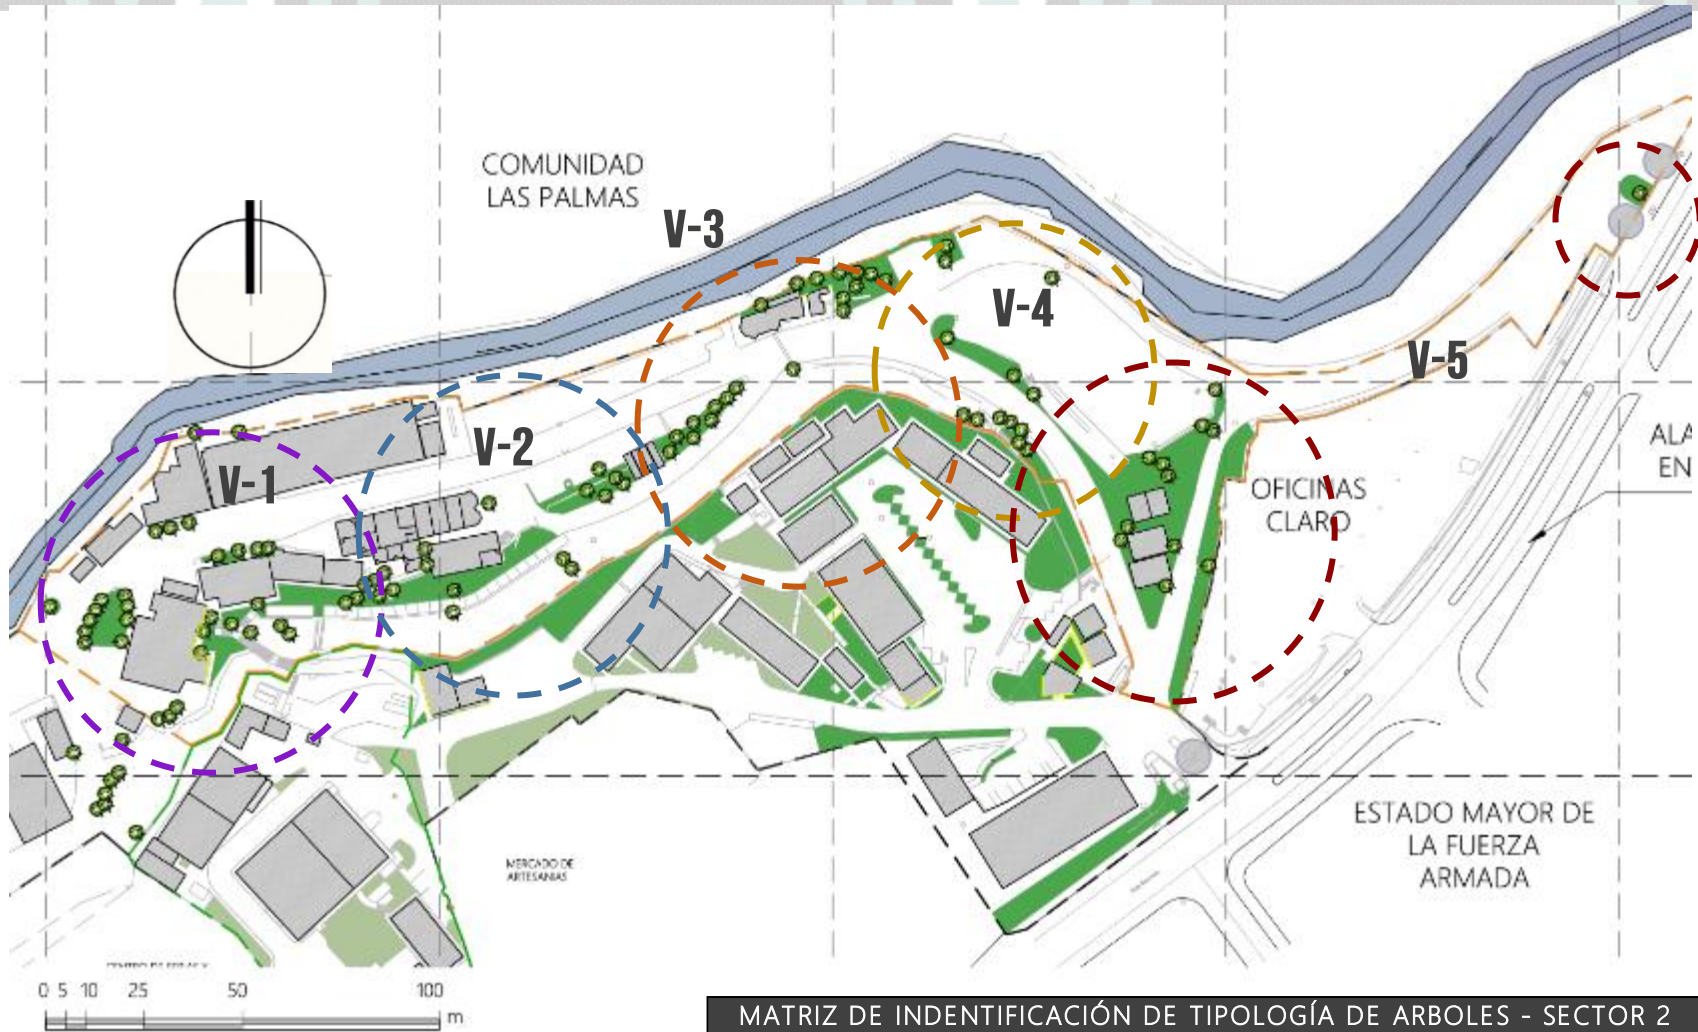 COMUNIDAD
LAS PALMAS
V-3
V-4
V-5
V-2
V-1
ALA
EN
OFICINAS
CLARO
MERCADO DE
ARTESANIAS
ESTADO MAYOR DE
LA FUERZA
ARMADA
0 5 10 25 50 100
m
MATRIZ DE INDENTIFICACIÓN DE TIPOLOGÍA DE ARBOLES - SECTOR 2